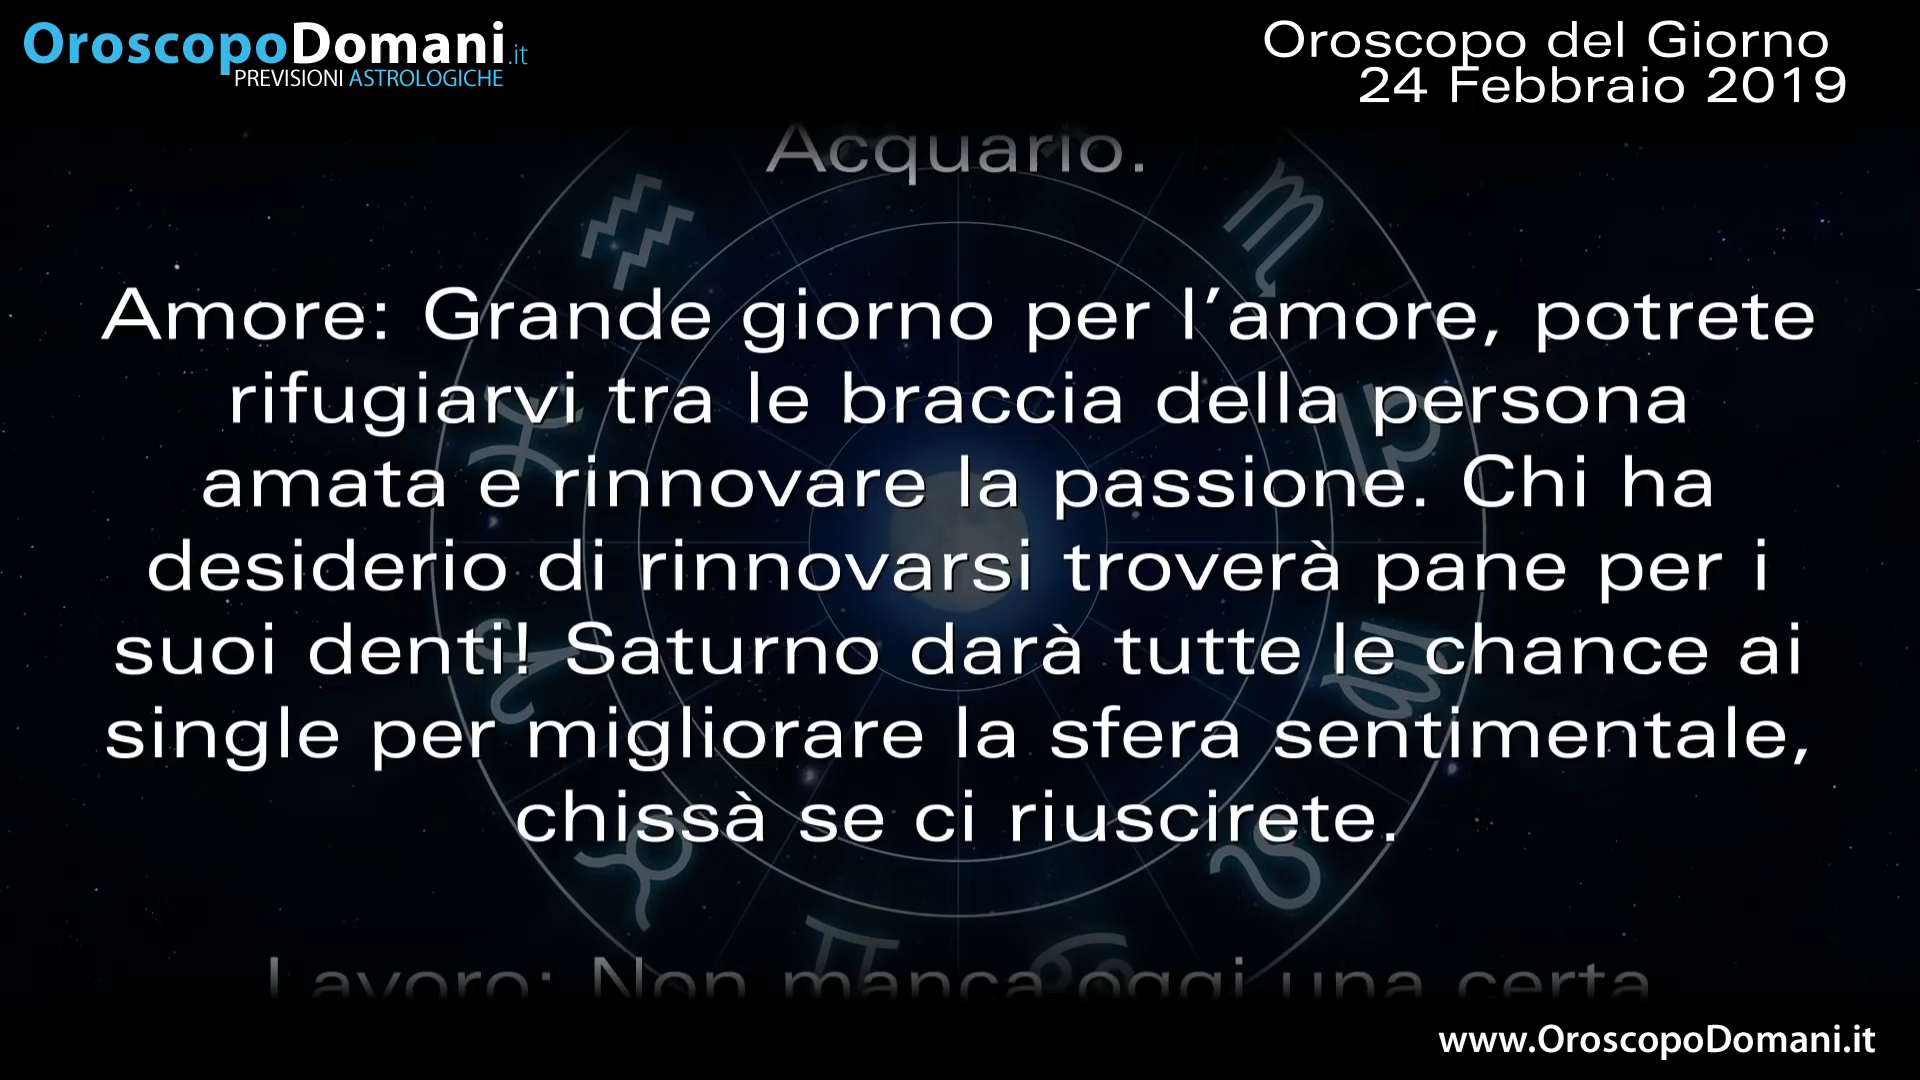 OroscopoDomani.it
PREVISIONI ASTROLOGICHE
Oroscopo del Giorno
24 Febbraio 2019
Acquario.
Amore: Grande giorno per l’amore, potrete
rifugiarvi tra le braccia della persona
amata e rinnovare la passione. Chi ha
desiderio di rinnovarsi troverà pane per i
suoi denti! Saturno darà tutte le chance ai
single per migliorare la sfera sentimentale,
chissà se ci riuscirete.
Lavoro: Non manca oggi una certa
www.OroscopoDomani.it